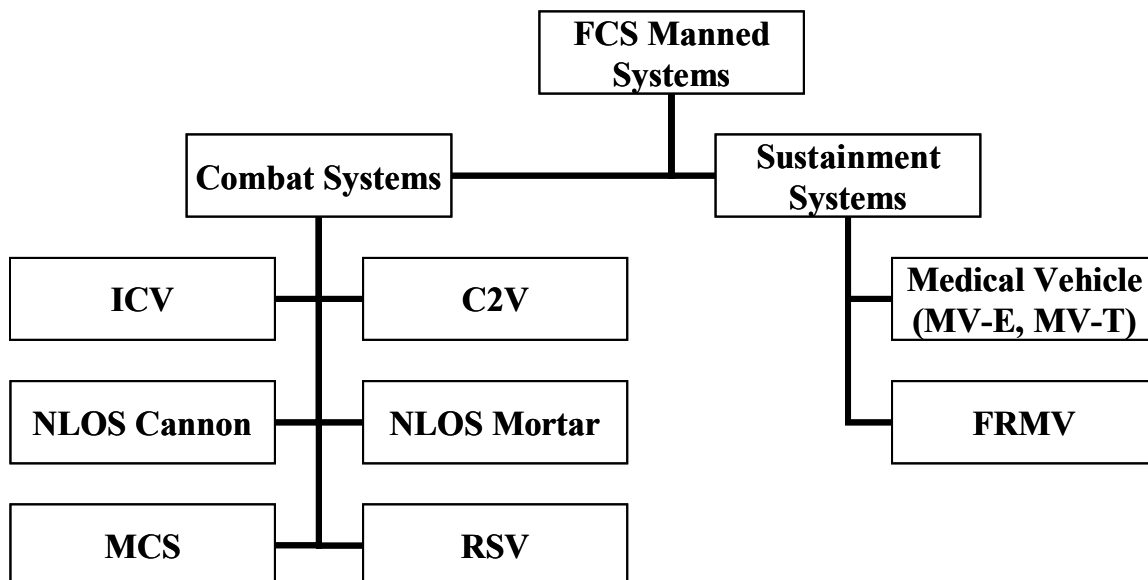 FCS Manned
Systems
Combat Systems
Sustainment
Systems
ICV
C2V
Medical Vehicle
(MV-E, MV-T)
NLOS Cannon
NLOS Mortar
FRMV
MCS
RSV